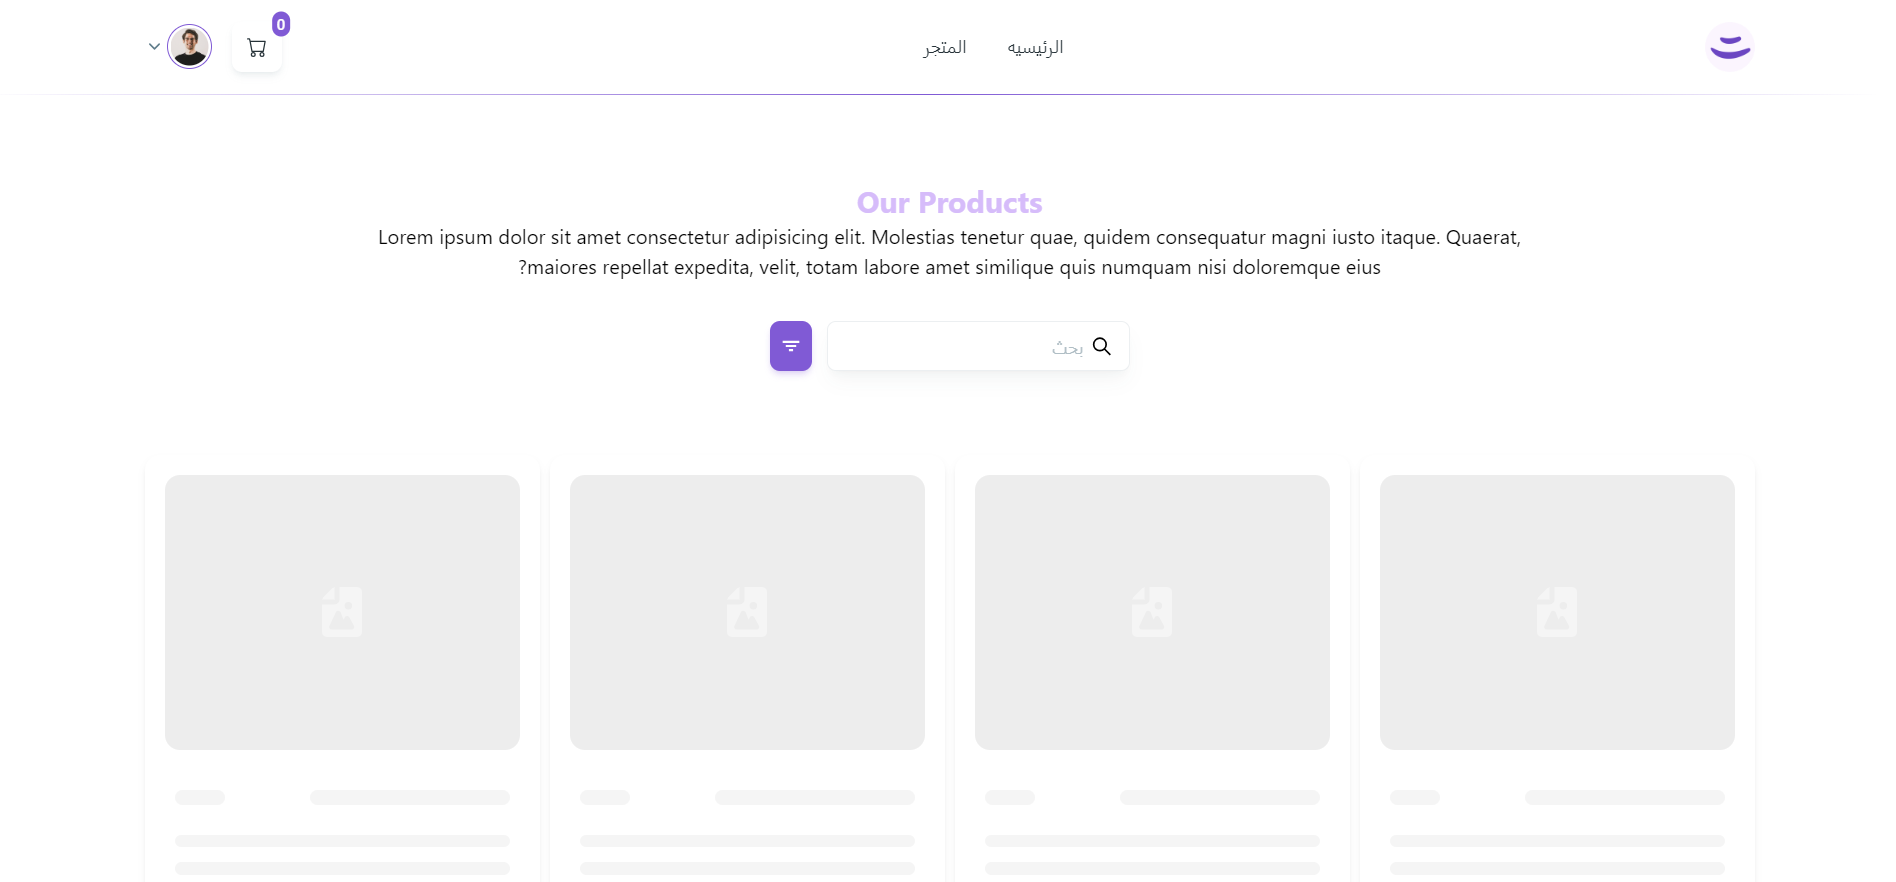 الرئيسيه
المتجر
0
Our Products
Lorem ipsum dolor sit amet consectetur adipisicing elit. Molestias tenetur quae, quidem consequatur magni iusto itaque. Quaerat,
?maiores repellat expedita, velit, totam labore amet similique quis numquam nisi doloremque eius
بحث